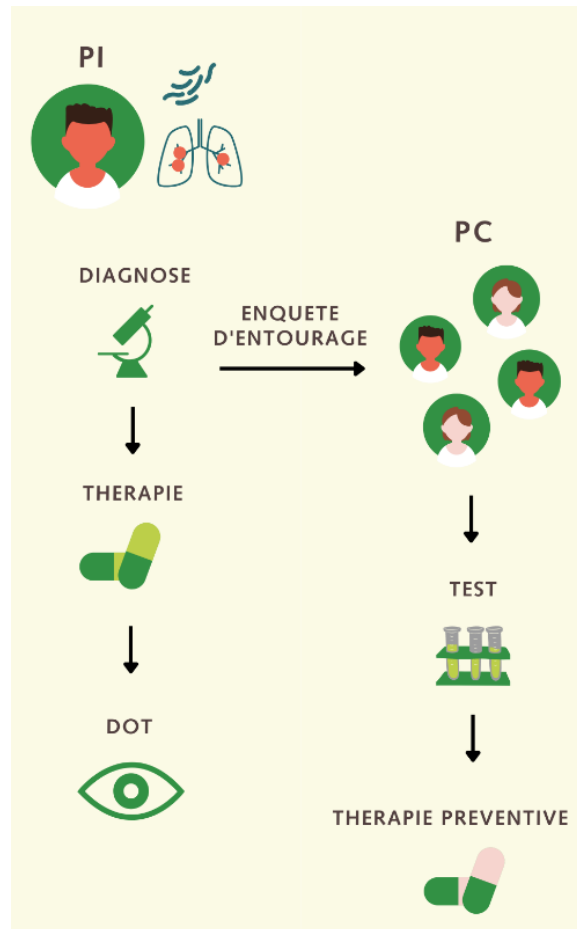 PI
DIAGNOSE
ENQUETE
D'ENTOURAGE
THERAPIE
DOT
PC
TEST
THERAPIE PREVENTIVE